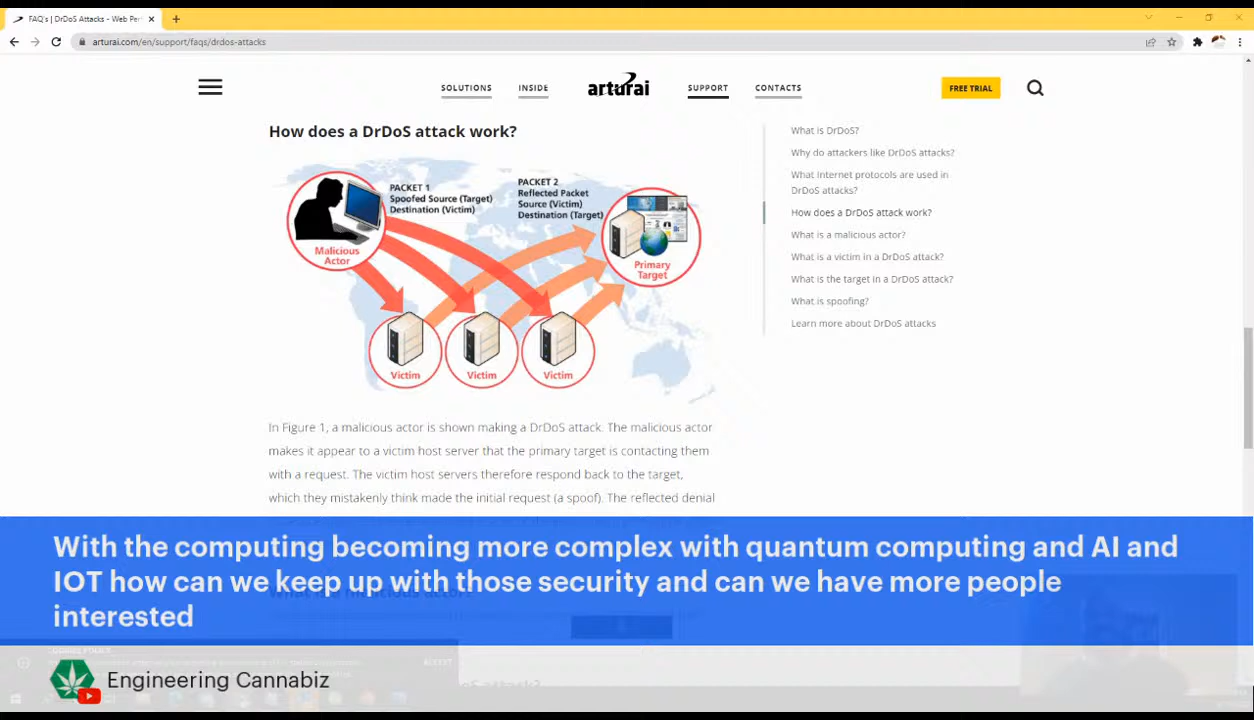 FAQ's | DrDoS Attacks - Web Per
arturai.com/en/support/faqs/drdos-attacks
SOLUTIONS INSIDE arturai SUPPORT CONTACTS FREE TRIAL
How does a DrDoS attack work?
PACKET 1
Spoofed Source (Target)
Destination (Victim)
PACKET 2
Reflected Packet
Source (Victim)
Destination (Target)
Malicious
Actor
Primary
Target
Victim Victim Victim
What is DrDoS?
Why do attackers like DrDoS attacks?
What Internet protocols are used in
DrDoS attacks?
How does a DrDoS attack work?
What is a malicious actor?
What is a victim in a DrDoS attack?
What is the target in a DrDoS attack?
What is spoofing?
Learn more about DrDoS attacks
In Figure 1, a malicious actor is shown making a DrDoS attack. The malicious actor
makes it appear to a victim host server that the primary target is contacting them
with a request. The victim host servers therefore respond back to the target,
which they mistakenly think made the initial request (a spoof). The reflected denial
With the computing becoming more complex with quantum computing and AI and
IOT how can we keep up with those security and can we have more people
interested
Engineering Cannabiz